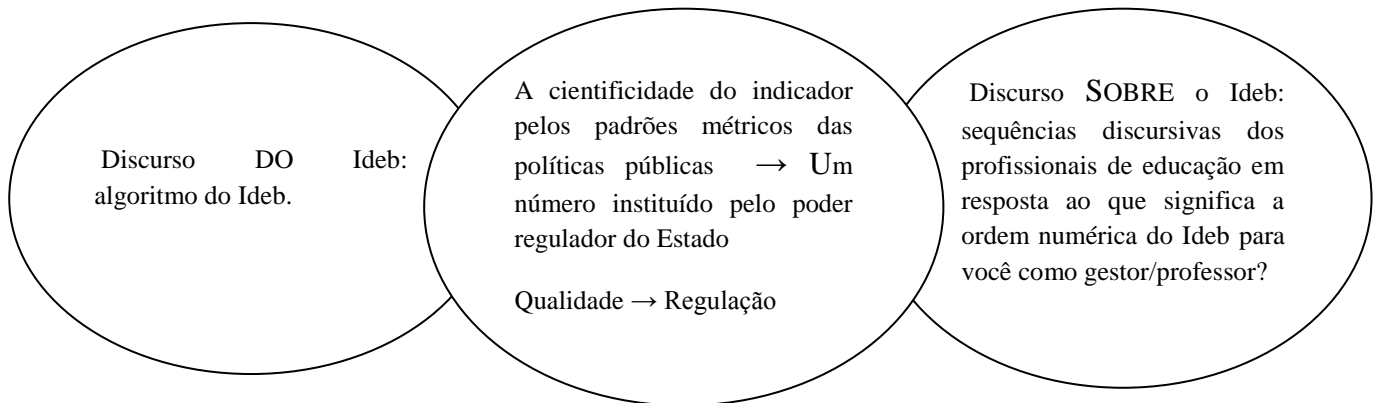 Discurso DO Ideb:
algoritmo do Ideb.
A cientificidade do indicador
pelos padrões métricos das
políticas públicas → Um
número instituído pelo poder
regulador do Estado
Qualidade → Regulação
Discurso SOBRE o Ideb:
sequências discursivas dos
profissionais de educação em
resposta ao que significa a
ordem numérica do Ideb para
você como gestor/professor?